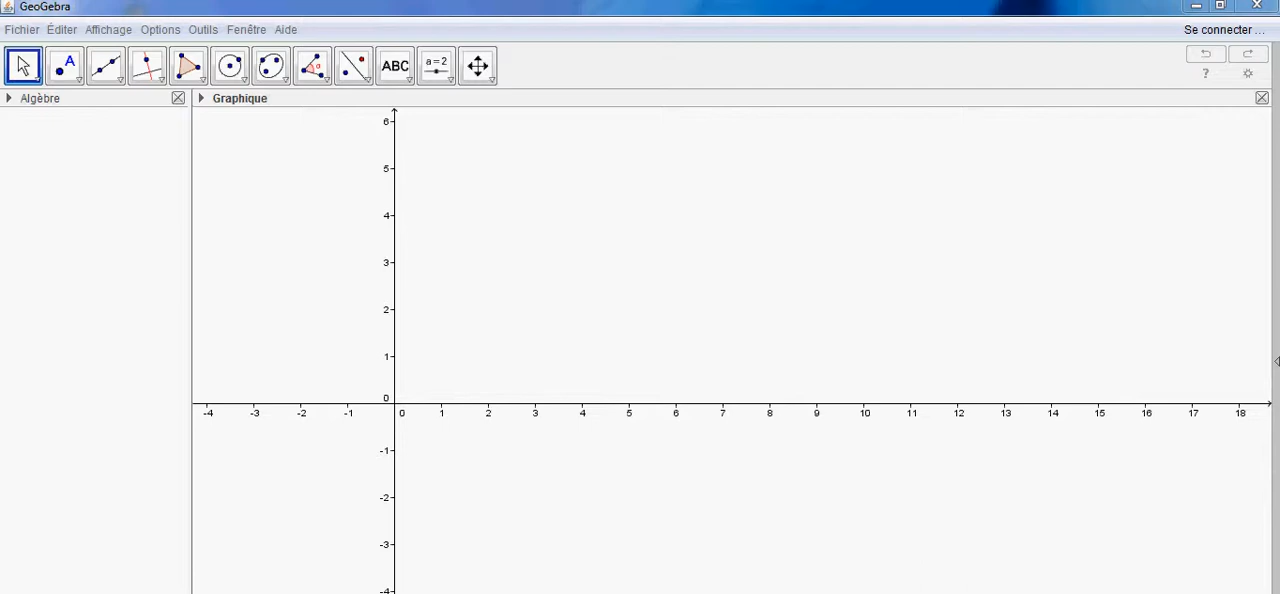 GeoGebra
Fichier Éditer Affichage Options Outils Fenêtre Aide
Se connecter ...
A
α
ABC
a=2
?
Algèbre
Graphique
6
5
4
3
2
1
0
-4 -3 -2 -1 0 1 2 3 4 5 6 7 8 9 10 11 12 13 14 15 16 17 18
-1
-2
-3
-4